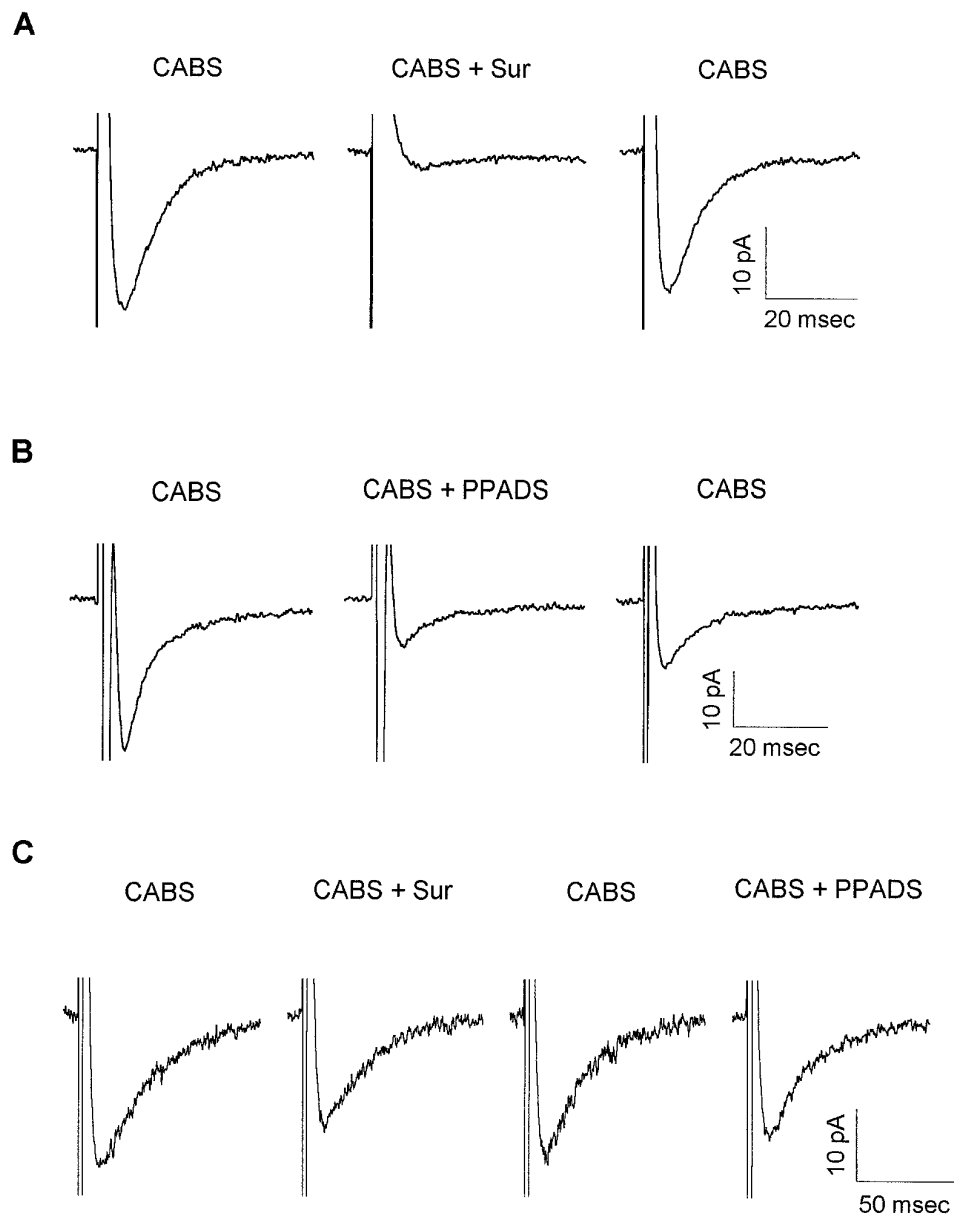 A
CABS
CABS + Sur
CABS
10 pA
20 msec
B
CABS
CABS + PPADS
CABS
10 pA
20 msec
C
CABS
CABS + Sur
CABS
CABS + PPADS
10 pA
50 msec